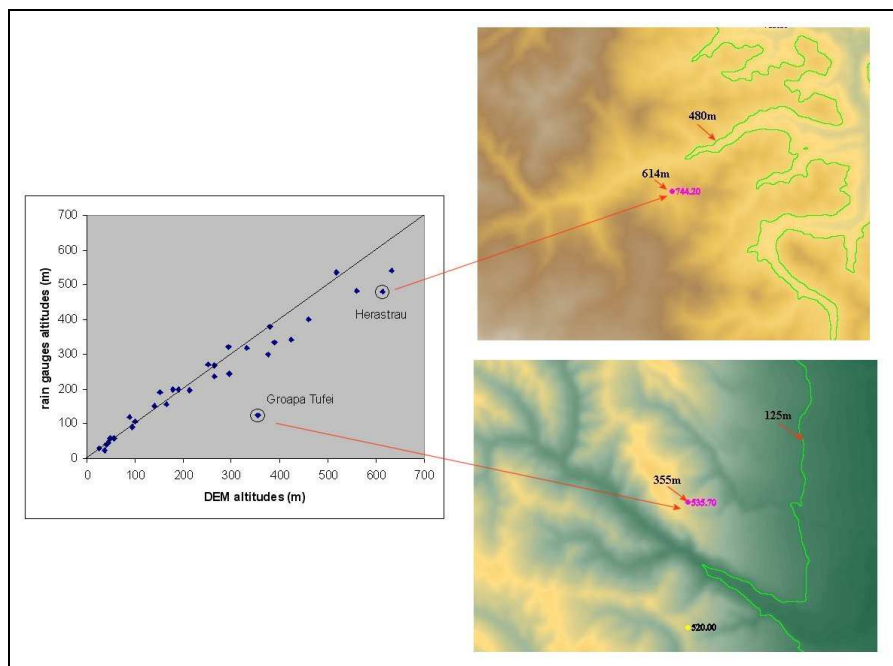 700
600
500
400
300
200
100
0
0 100 200 300 400 500 600 700
rain gauges altitudes (m)
DEM altitudes (m)
Herastrau
Groapa Tufei
480m
614m
744.20
125m
355m
535.70
520.00